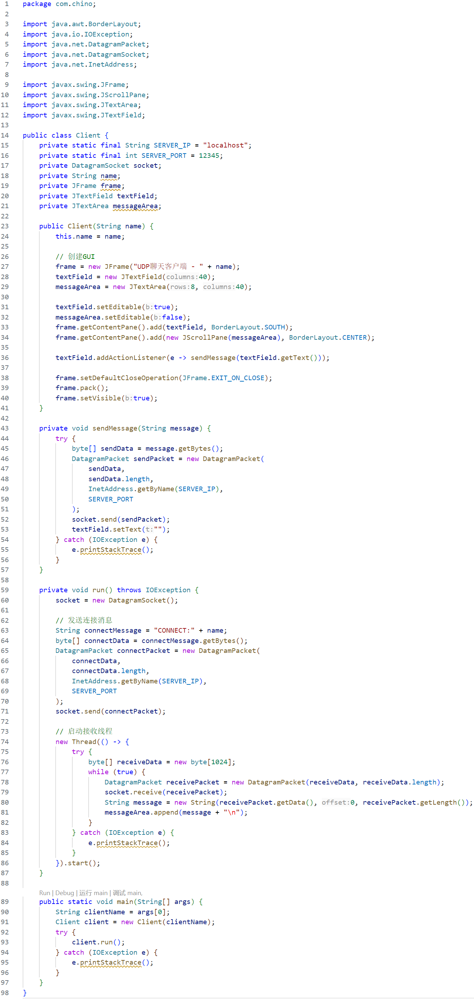 1 package com.chino;
2
3 import java.awt.BorderLayout;
4 import java.io.IOException;
5 import java.net.DatagramPacket;
6 import java.net.DatagramSocket;
7 import java.net.InetAddress;
8
9 import javax.swing.JFrame;
10 import javax.swing.JScrollPane;
11 import javax.swing.JTextArea;
12 import javax.swing.JTextField;
13
14 public class Client {
15     private static final String SERVER_IP = "localhost";
16     private static final int SERVER_PORT = 12345;
17     private DatagramSocket socket;
18     private String name;
19     private JFrame frame;
20     private JTextField textField;
21     private JTextArea messageArea;
22
23     public Client(String name) {
24         this.name = name;
25
26         // 创建GUI
27         frame = new JFrame("UDP聊天客户端 - " + name);
28         textField = new JTextField(columns:40);
29         messageArea = new JTextArea(rows:8, columns:40);
30
31         textField.setEditable(b:true);
32         messageArea.setEditable(b:false);
33         frame.getContentPane().add(textField, BorderLayout.SOUTH);
34         frame.getContentPane().add(new JScrollPane(messageArea), BorderLayout.CENTER);
35
36         textField.addActionListener(e -> sendMessage(textField.getText()));
37
38         frame.setDefaultCloseOperation(JFrame.EXIT_ON_CLOSE);
39         frame.pack();
40         frame.setVisible(b:true);
41     }
42
43     private void sendMessage(String message) {
44         try {
45             byte[] sendData = message.getBytes();
46             DatagramPacket sendPacket = new DatagramPacket(
47                 sendData,
48                 sendData.length,
49                 InetAddress.getByName(SERVER_IP),
50                 SERVER_PORT
51             );
52             socket.send(sendPacket);
53             textField.setText(t:"");
54         } catch (IOException e) {
55             e.printStackTrace();
56         }
57     }
58
59     private void run() throws IOException {
60         socket = new DatagramSocket();
61
62         // 发送连接消息
63         String connectMessage = "CONNECT:" + name;
64         byte[] connectData = connectMessage.getBytes();
65         DatagramPacket connectPacket = new DatagramPacket(
66             connectData,
67             connectData.length,
68             InetAddress.getByName(SERVER_IP),
69             SERVER_PORT
70         );
71         socket.send(connectPacket);
72
73         // 启动接收线程
74         new Thread(() -> {
75             try {
76                 byte[] receiveData = new byte[1024];
77                 while (true) {
78                     DatagramPacket receivePacket = new DatagramPacket(receiveData, receiveData.length);
79                     socket.receive(receivePacket);
80                     String message = new String(receivePacket.getData(), offset:0, receivePacket.getLength());
81                     messageArea.append(message + "\n");
82                 }
83             } catch (IOException e) {
84                 e.printStackTrace();
85             }
86         }).start();
87     }
88
Run | Debug | 运行 main | 调试 main,
89     public static void main(String[] args) {
90         String clientName = args[0];
91         Client client = new Client(clientName);
92         try {
93             client.run();
94         } catch (IOException e) {
95             e.printStackTrace();
96         }
97     }
98 }